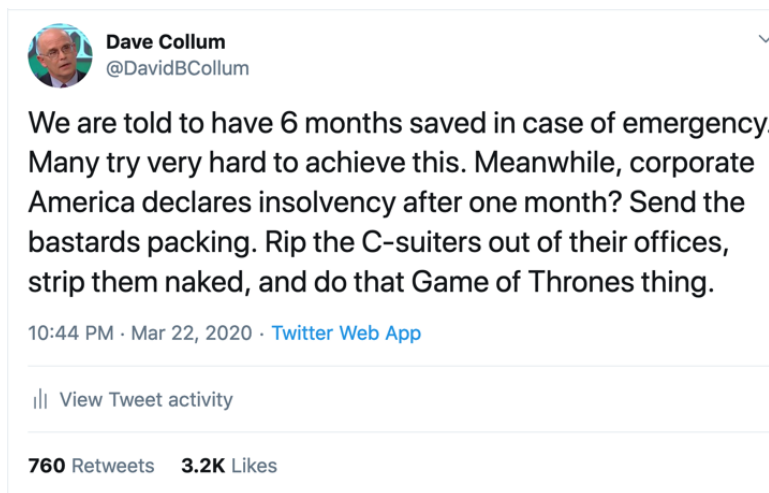 Dave Collum
@DavidBCollum
We are told to have 6 months saved in case of emergency.
Many try very hard to achieve this. Meanwhile, corporate
America declares insolvency after one month? Send the
bastards packing. Rip the C-suiters out of their offices,
strip them naked, and do that Game of Thrones thing.
10:44 PM · Mar 22, 2020 · Twitter Web App
View Tweet activity
760 Retweets 3.2K Likes